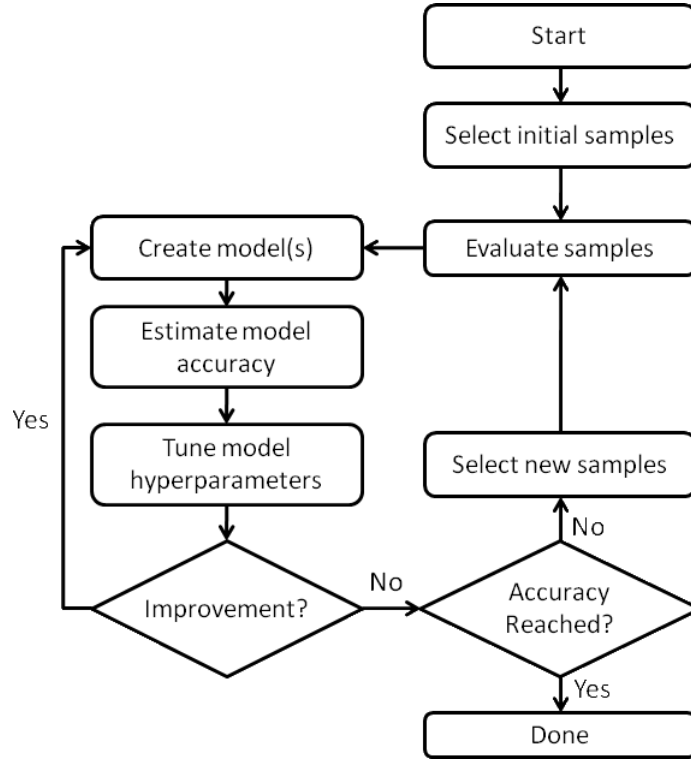 Start
Select initial samples
Evaluate samples
Create model(s)
Estimate model
accuracy
Tune model
hyperparameters
Improvement?
Yes
No
Accuracy
Reached?
No
Select new samples
Yes
Done